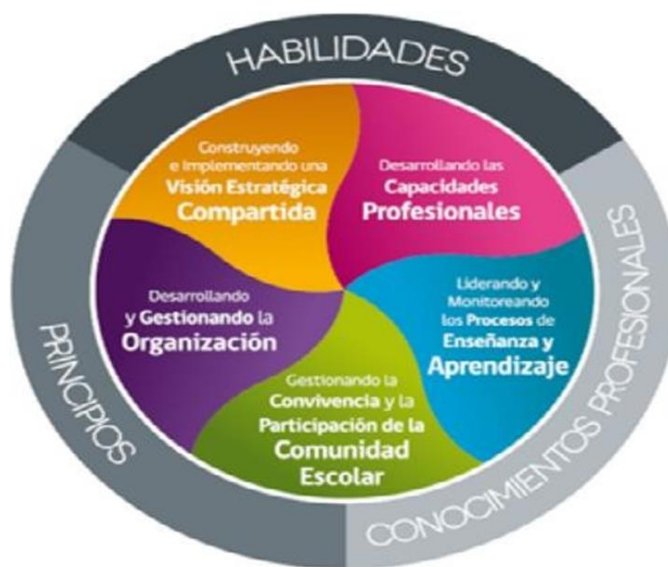 HABILIDADES
Construyendo
e Implementando una
Visión Estratégica
Compartida
Desarrollando las
Capacidades
Profesionales
Desarrollando
y Gestionando la
Organización
Liderando y
Monitoreando
los Procesos de
Enseñanza y
Aprendizaje
Gestionando la
Convivencia y la
Participación de la
Comunidad
Escolar
PRINCIPIOS
CONOCIMIENTOS PROFESIONALES